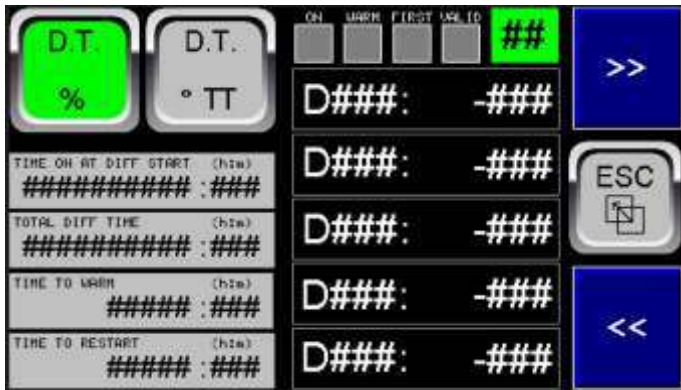 D.T.
%
D.T.
° TT
TIME ON AT DIFF START (h:m)
########## :###
TOTAL DIFF TIME (h:m)
########## :###
TIME TO WARM (h:m)
##### :###
TIME TO RESTART (h:m)
##### :###
ON WARM FIRST VALID
##
D###: -###
D###: -###
D###: -###
D###: -###
D###: -###
>>
ESC
<<